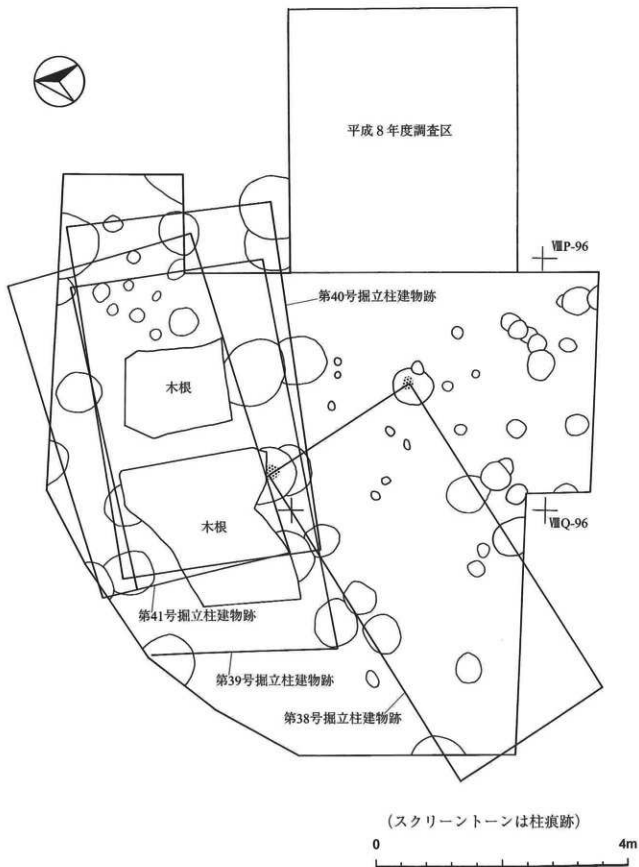 平成8年度調査区
ⅧP-96
第40号掘立柱建物跡
木根
木根
ⅧQ-96
第41号掘立柱建物跡
第39号掘立柱建物跡
第38号掘立柱建物跡
(スクリーントーンは柱痕跡)
0 4m